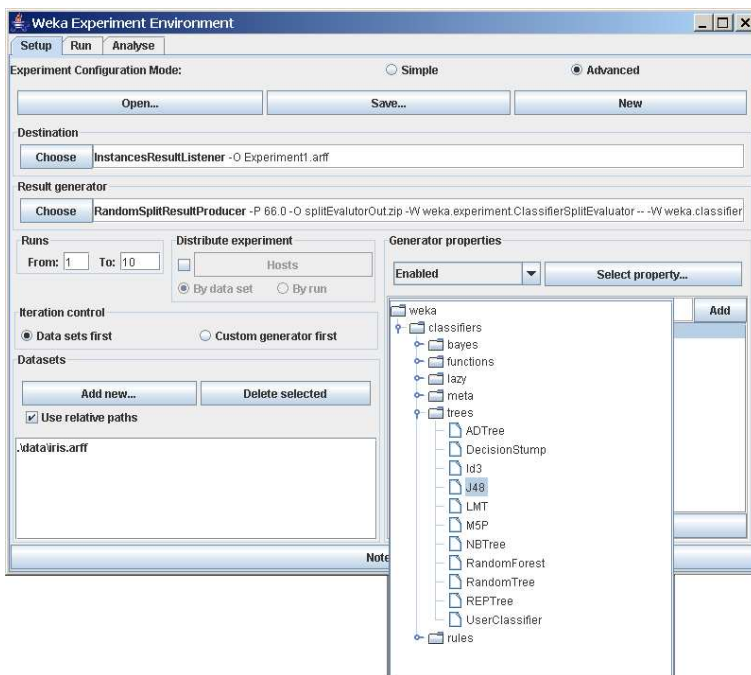 Weka Experiment Environment
Setup Run Analyse
Experiment Configuration Mode: Simple Advanced
Open... Save... New
Destination
Choose InstancesResultListener -O Experiment1.arff
Result generator
Choose RandomSplitResultProducer -P 66.0 -O splitEvalutorOut.zip -W weka.experiment.ClassifierSplitEvaluator -- -W weka.classifier
Runs
From: 1 To: 10
Distribute experiment
Hosts
By data set By run
Generator properties
Enabled Select property...
Iteration control
Data sets first Custom generator first
Datasets
Add new... Delete selected
Use relative paths
.\data\iris.arff
Add
weka
classifiers
bayes
functions
lazy
meta
trees
ADTree
DecisionStump
Id3
J48
LMT
M5P
NBTree
RandomForest
RandomTree
REPTree
UserClassifier
rules
Note